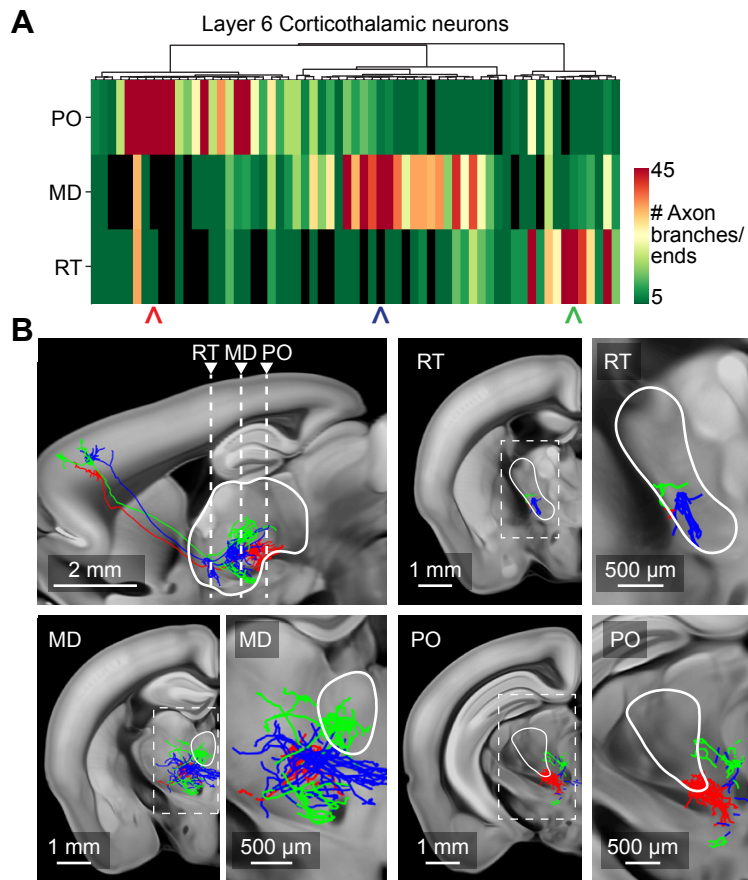 A
Layer 6 Corticothalamic neurons
PO
MD
RT
45
# Axon
branches/
ends
5
B
RT MD PO
2 mm
RT
1 mm
RT
500 µm
MD
1 mm
MD
500 µm
PO
1 mm
PO
500 µm